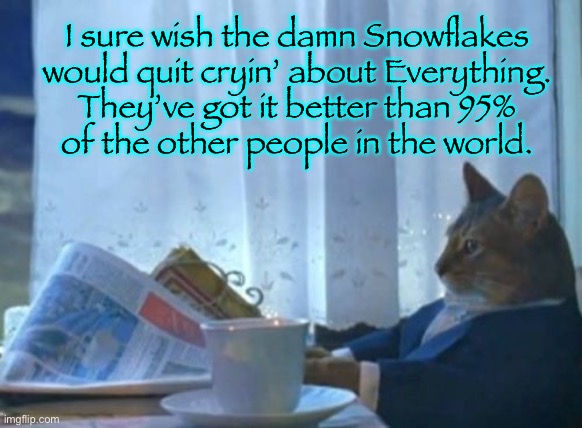 I sure wish the damn Snowflakes
would quit cryin' about Everything.
They've got it better than 95%
of the other people in the world.
imgflip.com